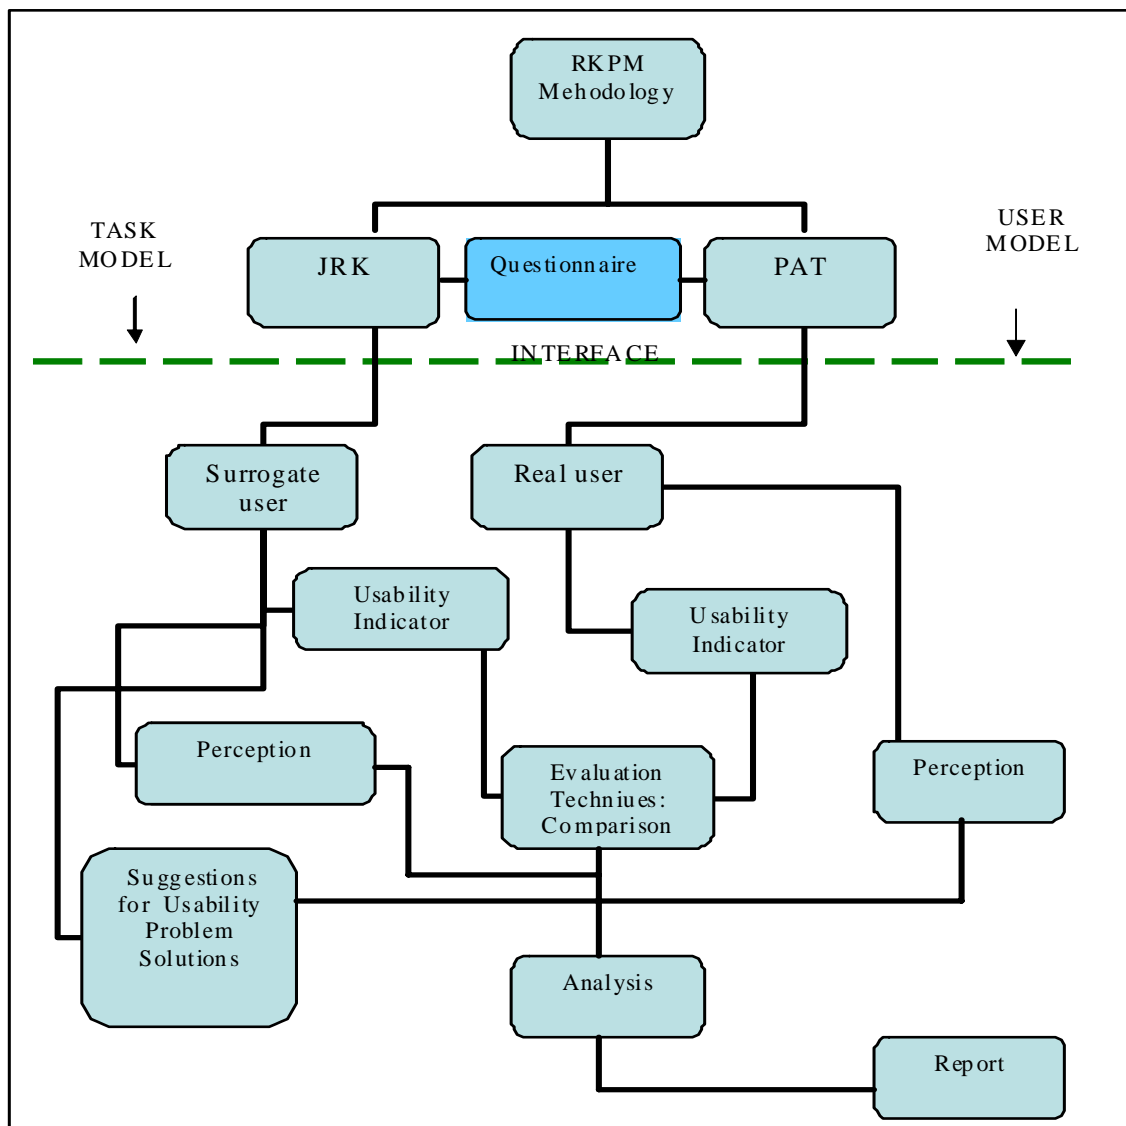 RKPM
Mehodology
TASK
MODEL
USER
MODEL
JRK
Questionnaire
PAT
INTERFACE
Surrogate
user
Real user
Usability
Indicator
Usability
Indicator
Perception
Evaluation
Techniues:
Comparison
Perception
Suggestions
for Usability
Problem
Solutions
Analysis
Report